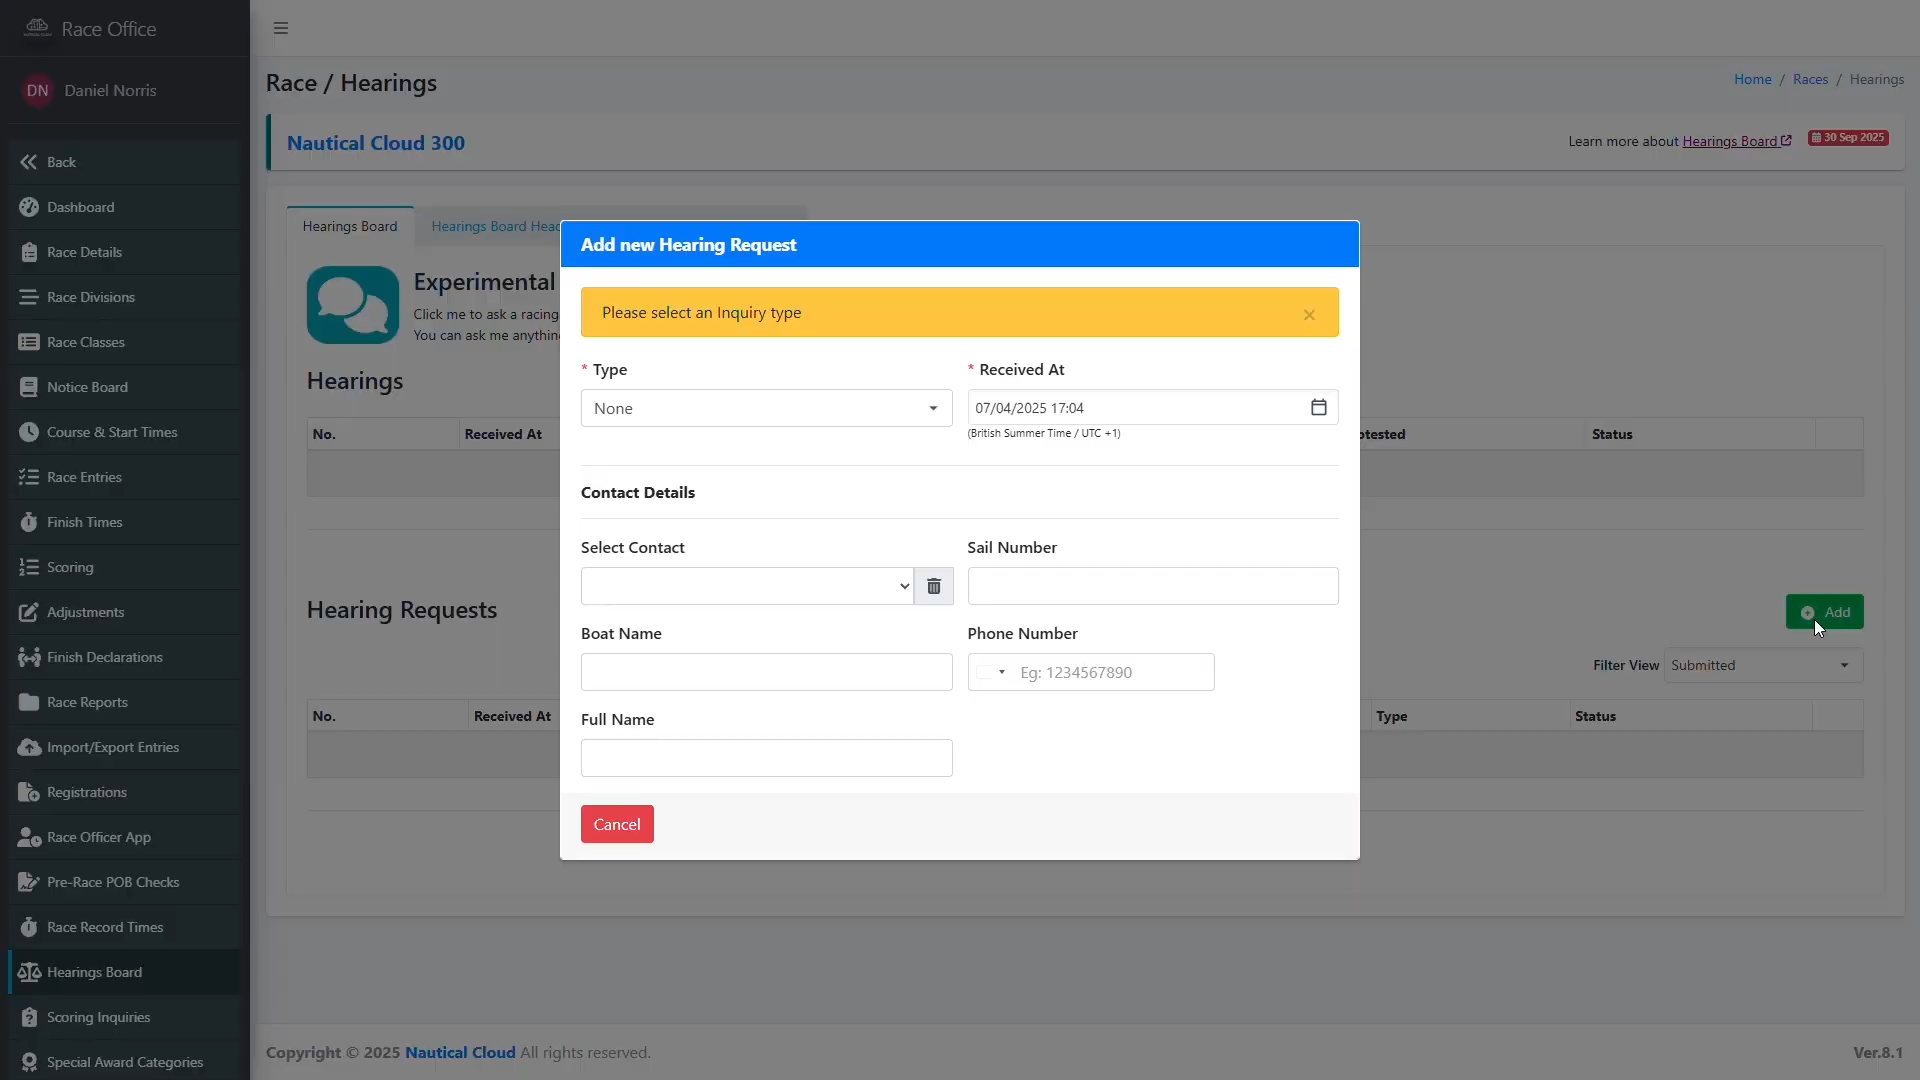 Race Office
DN
Daniel Norris
Back
Dashboard
Race Details
Race Divisions
Race Classes
Notice Board
Course & Start Times
Race Entries
Finish Times
Scoring
Adjustments
Finish Declarations
Race Reports
Import/Export Entries
Registrations
Race Officer App
Pre-Race POB Checks
Race Record Times
Hearings Board
Scoring Inquiries
Special Award Categories
Race / Hearings
Home / Races / Hearings
Nautical Cloud 300
Learn more about Hearings Board
30 Sep 2025
Hearings Board
Hearings Board
Experimental
Click me to ask a racing
You can ask me
Hearings
No.
Received At
Status
Hearing Requests
Add
Filter View
Submitted
No.
Received At
Type
Status
Add new Hearing Request
Please select an Inquiry type
×
* Type
* Received At
None
07/04/2025 17:04
(British Summer Time / UTC +1)
Contact Details
Select Contact
Sail Number
Boat Name
Phone Number
Eg: 1234567890
Full Name
Cancel
Copyright © 2025 Nautical Cloud All rights reserved.
Ver.8.1